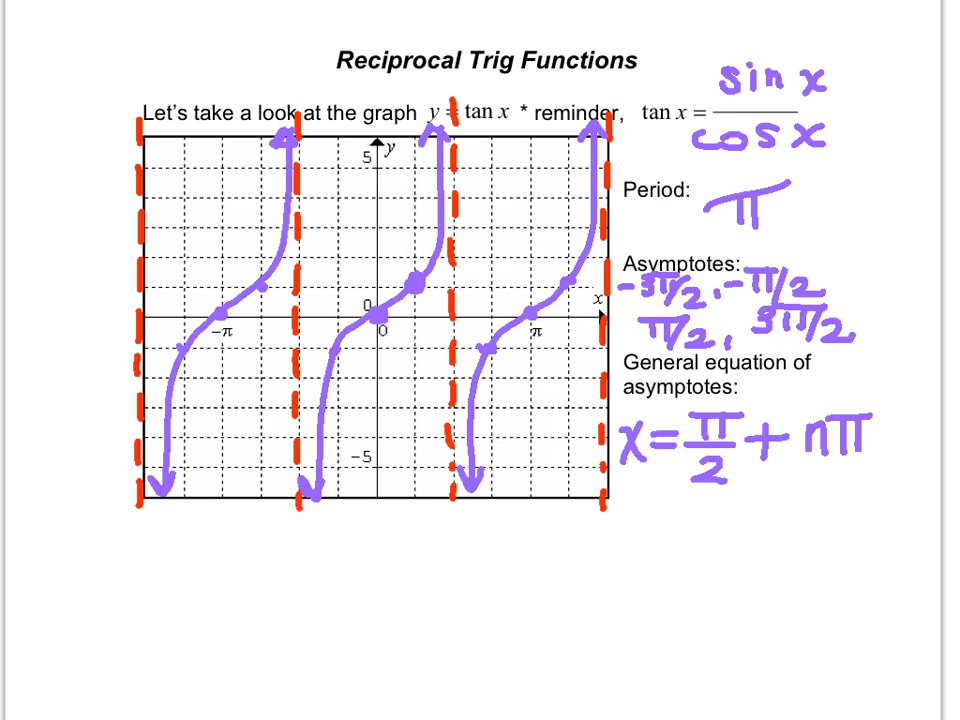 Reciprocal Trig Functions
sin x
Let's take a look at the graph y = tan x * reminder, tan x =
cos x
5 y
Period: π
Asymptotes:
-3π/2, -π/2
0 x
-π 0 π
π/2, 3π/2
General equation of
asymptotes:
x = π/2 + nπ
-5